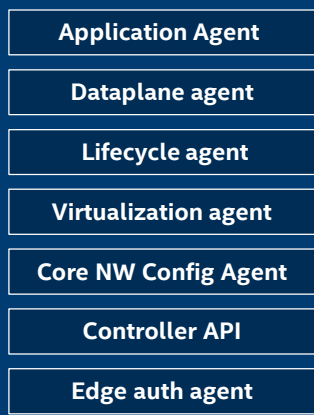 Application Agent
Dataplane agent
Lifecycle agent
Virtualization agent
Core NW Config Agent
Controller API
Edge auth agent